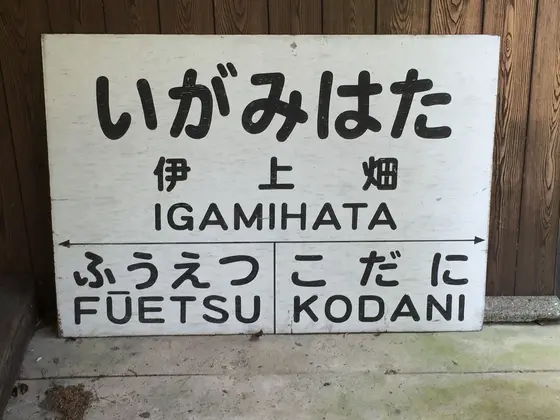 いがみはた
伊上畑
IGAMIHATA
ふうえつ こだに
FŪETSU KODANI